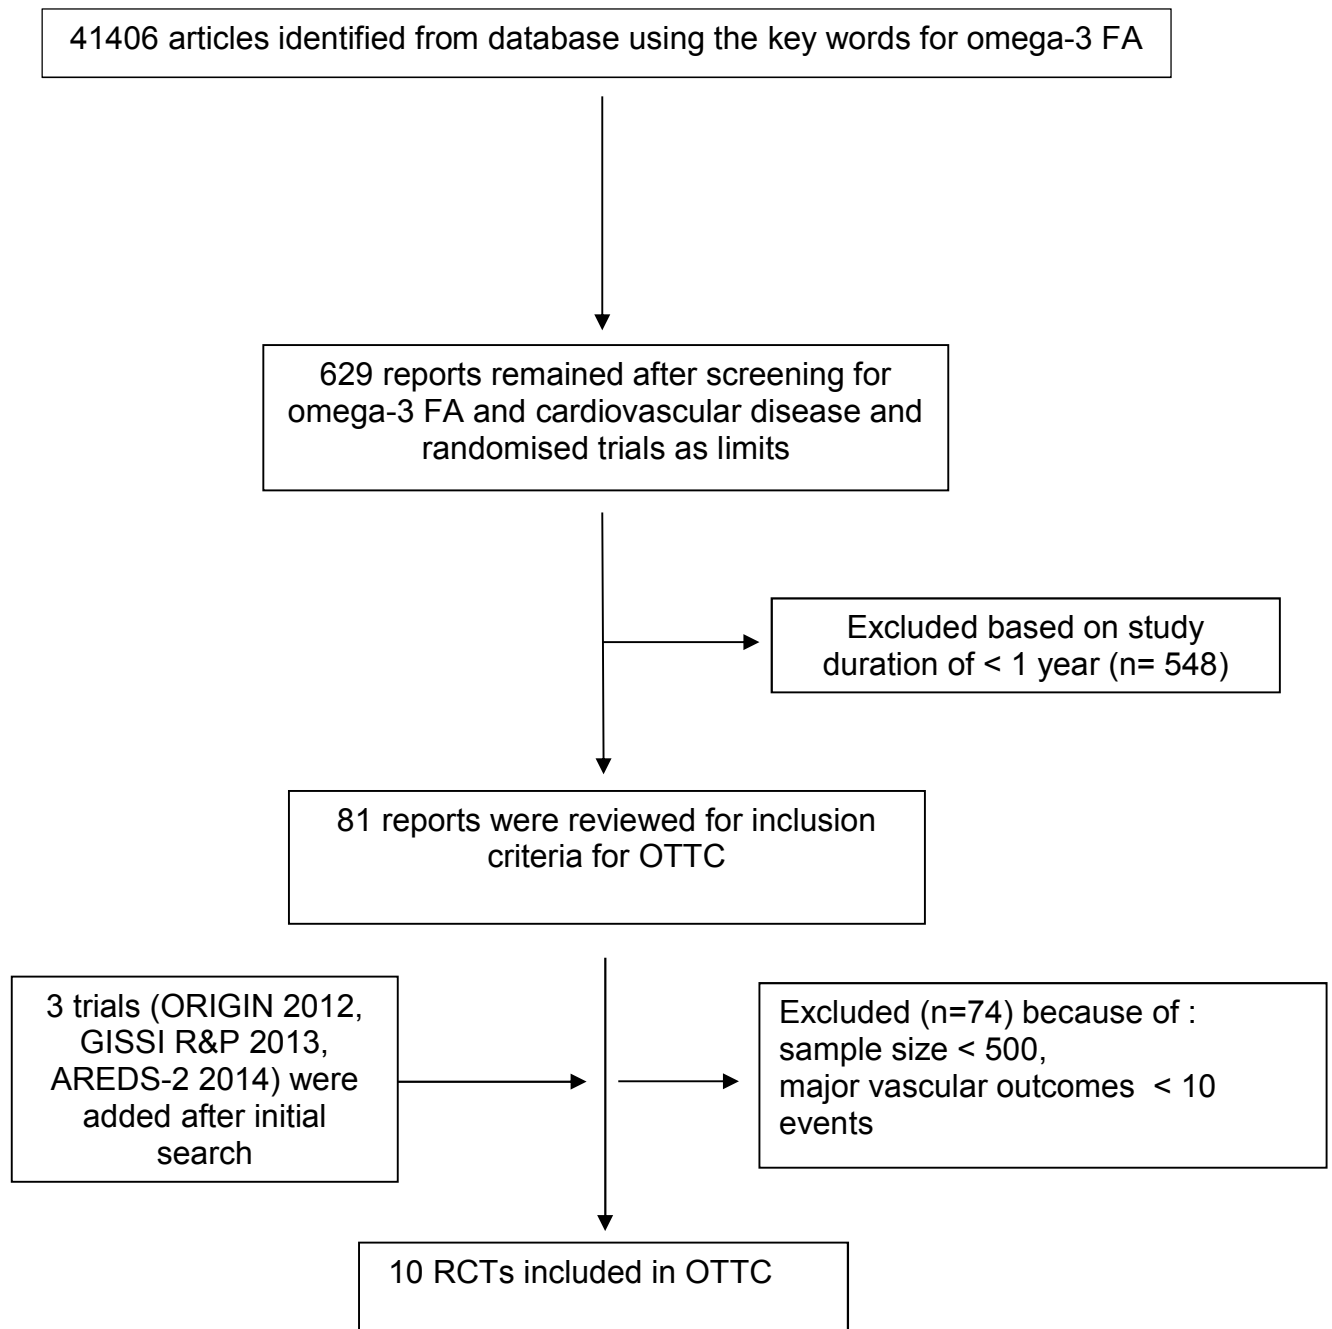 41406 articles identified from database using the key words for omega-3 FA
629 reports remained after screening for
omega-3 FA and cardiovascular disease and
randomised trials as limits
Excluded based on study
duration of < 1 year (n= 548)
81 reports were reviewed for inclusion
criteria for OTTC
3 trials (ORIGIN 2012,
GISSI R&P 2013,
AREDS-2 2014) were
added after initial
search
Excluded (n=74) because of :
sample size < 500,
major vascular outcomes  < 10
events
10 RCTs included in OTTC